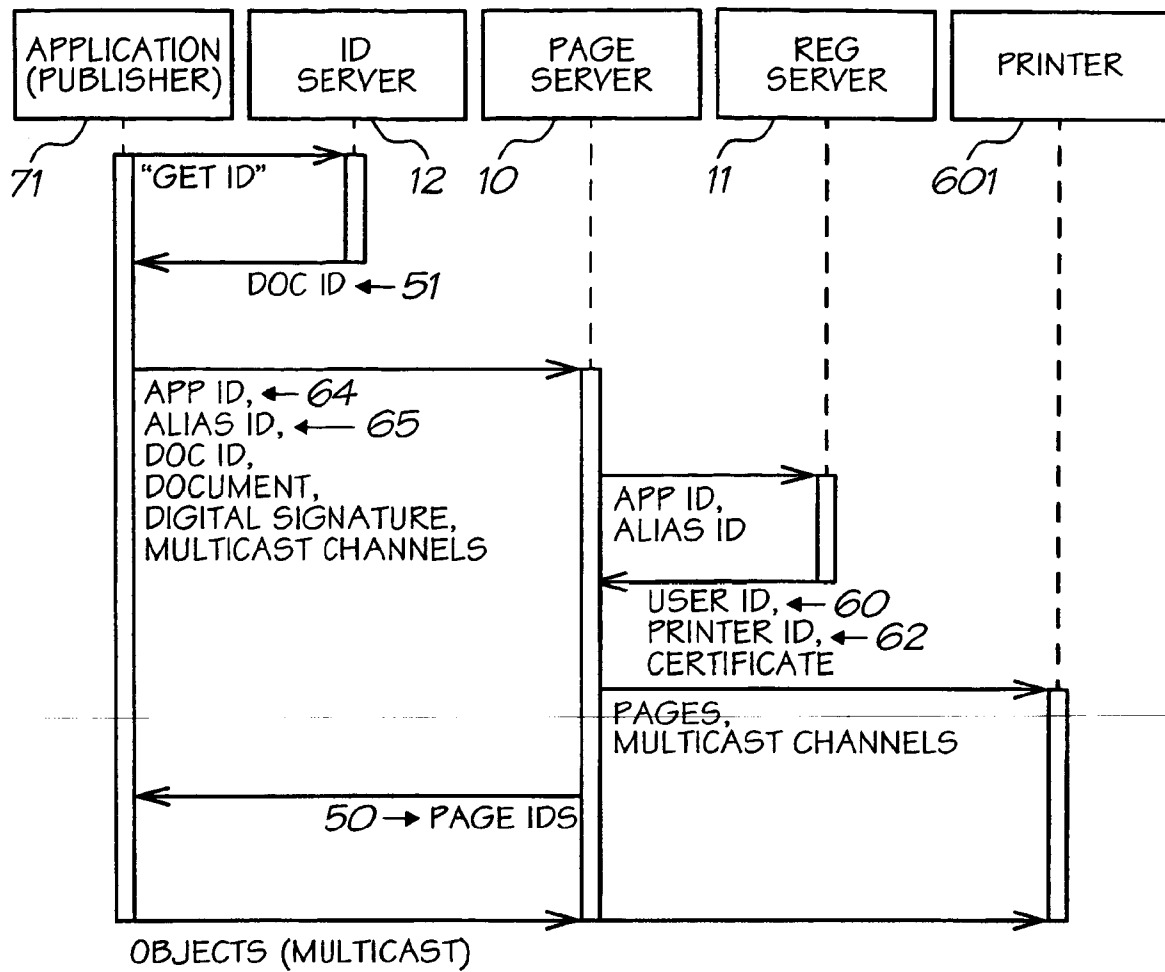 APPLICATION
(PUBLISHER)
ID
SERVER
PAGE
SERVER
REG
SERVER
PRINTER
71
12
10
11
601
"GET ID"
DOC ID
51
APP ID,
64
ALIAS ID,
65
DOC ID,
DOCUMENT,
DIGITAL SIGNATURE,
MULTICAST CHANNELS
APP ID,
ALIAS ID
USER ID,
60
PRINTER ID,
62
CERTIFICATE
PAGES,
MULTICAST CHANNELS
50
PAGE IDS
OBJECTS (MULTICAST)